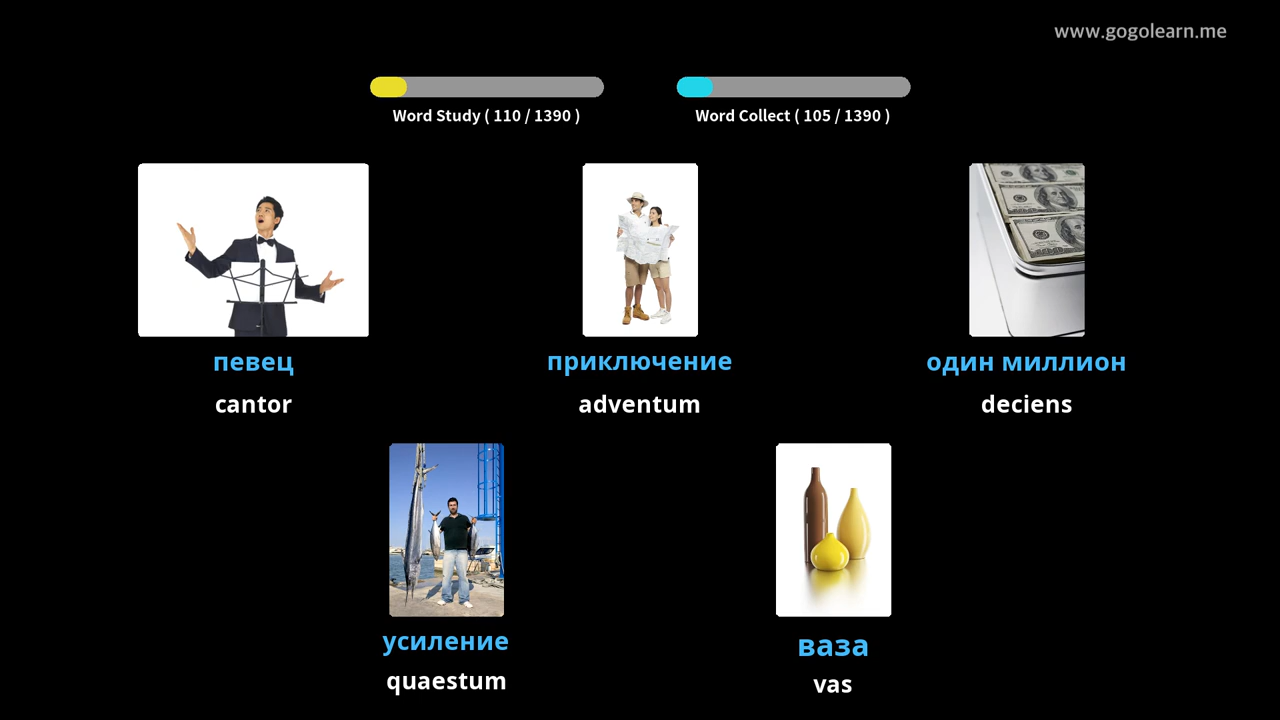 www.gogolearn.me
Word Study ( 110 / 1390 )
Word Collect ( 105 / 1390 )
певец
cantor
приключение
adventum
один миллион
deciens
усиление
quaestum
ваза
vas